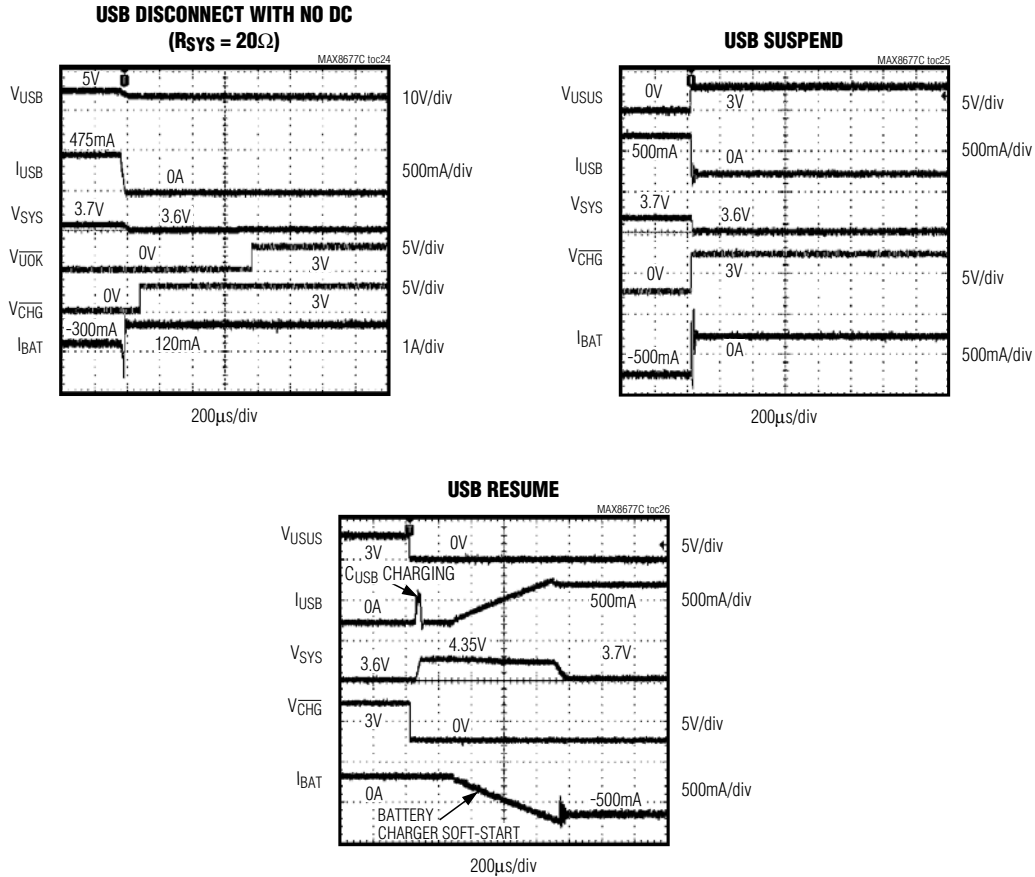 USB DISCONNECT WITH NO DC
(RSYS = 20Ω)
MAX8677C toc24
VUSB
5V
10V/div
475mA
IUSB
0A
500mA/div
VSYS
3.7V
3.6V
VUOK
0V
3V
5V/div
VCHG
0V
3V
5V/div
IBAT
-300mA
120mA
1A/div
200μs/div
USB SUSPEND
MAX8677C toc25
VUSUS
0V
3V
5V/div
IUSB
500mA
0A
500mA/div
VSYS
3.7V
3.6V
VCHG
0V
3V
5V/div
IBAT
-500mA
0A
500mA/div
200μs/div
USB RESUME
MAX8677C toc26
VUSUS
3V
0V
5V/div
CUSB CHARGING
IUSB
0A
500mA
500mA/div
VSYS
3.6V
4.35V
3.7V
VCHG
3V
0V
5V/div
IBAT
0A
-500mA
500mA/div
BATTERY
CHARGER SOFT-START
200μs/div